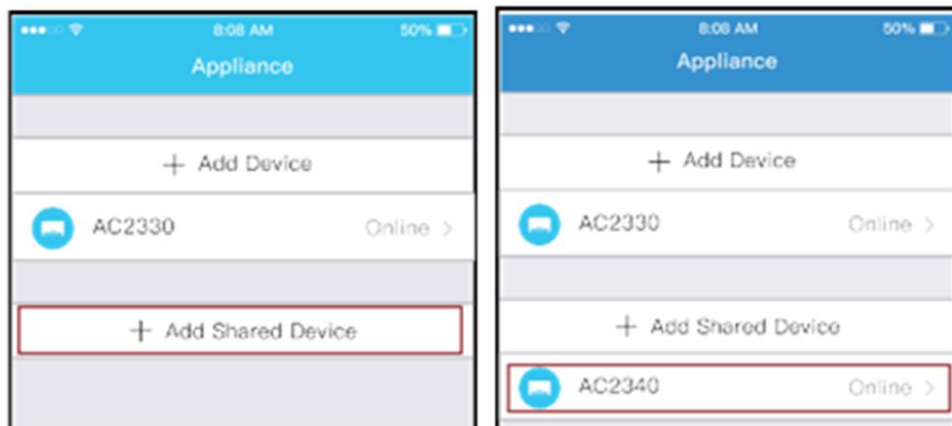 8:08 AM 50%
Appliance
+ Add Device
AC2330 Online >
+ Add Shared Device
8:08 AM 50%
Appliance
+ Add Device
AC2330 Online >
+ Add Shared Device
AC2340 Online >